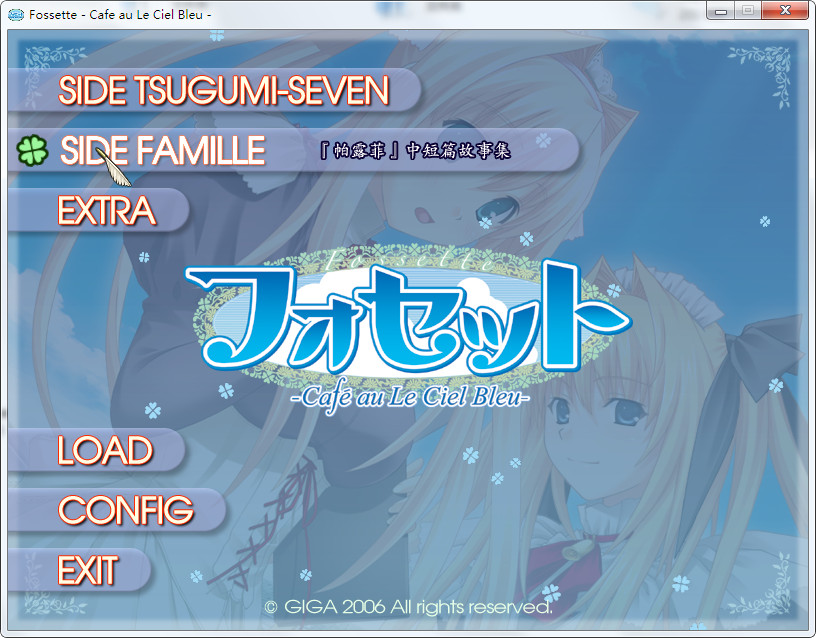 Fossette - Cafe au Le Ciel Bleu -
SIDE TSUGUMI-SEVEN
SIDE FAMILLE
『帕露菲』中短篇故事集
EXTRA
Fossette
フォセット
-Café au Le Ciel Bleu-
LOAD
CONFIG
EXIT
© GIGA 2006 All rights reserved.